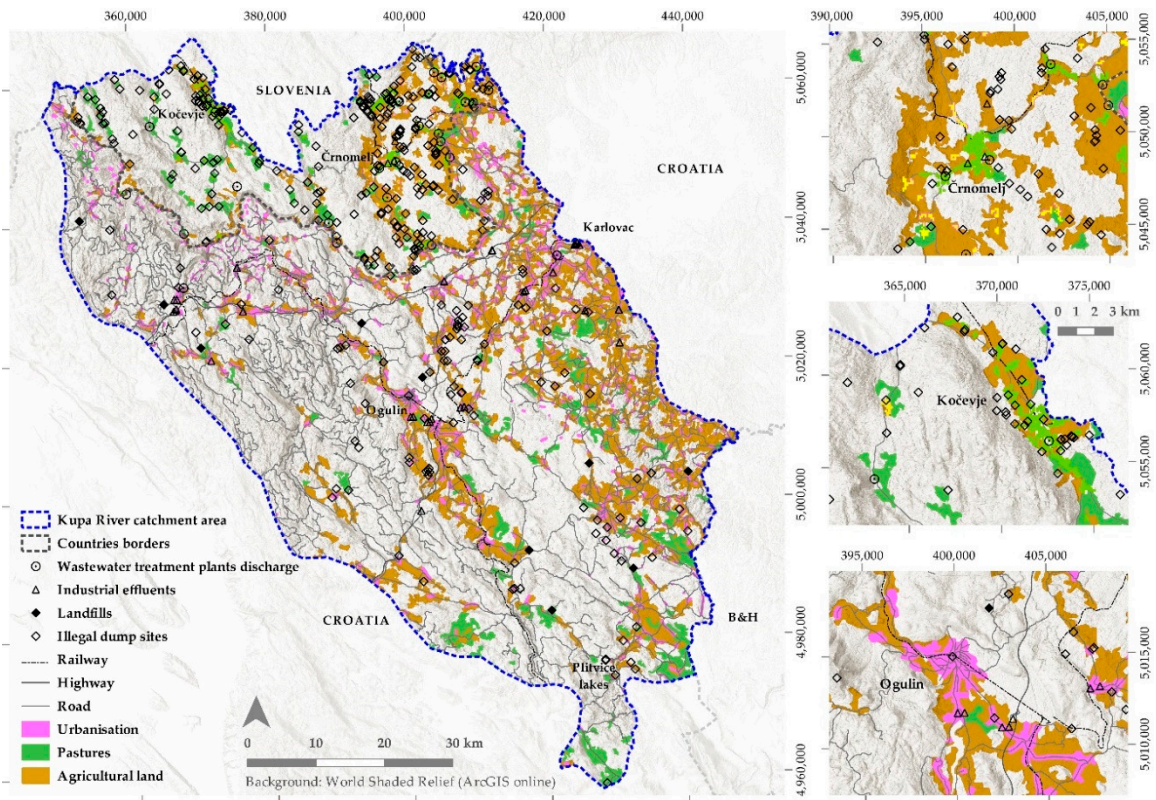 360,000 380,000 400,000 420,000 440,000
390,000 395,000 400,000 405,000
SLOVENIA
Kočevje
Črnomelj
CROATIA
Karlovac
Ogulin
CROATIA
B&H
Plitvice
lakes
5,060,000
3,040,000
5,020,000
5,000,000
4,980,000
4,960,000
Kupa River catchment area
Countries borders
Wastewater treatment plants discharge
Industrial effluents
Landfills
Illegal dump sites
Railway
Highway
Road
Urbanisation
Pastures
Agricultural land
0 10 20 30 km
Background: World Shaded Relief (ArcGIS online)
Črnomelj
5,055,000
5,050,000
5,045,000
365,000 370,000 375,000
0 1 2 3 km
Kočevje
5,060,000
5,055,000
395,000 400,000 405,000
Ogulin
5,015,000
5,010,000